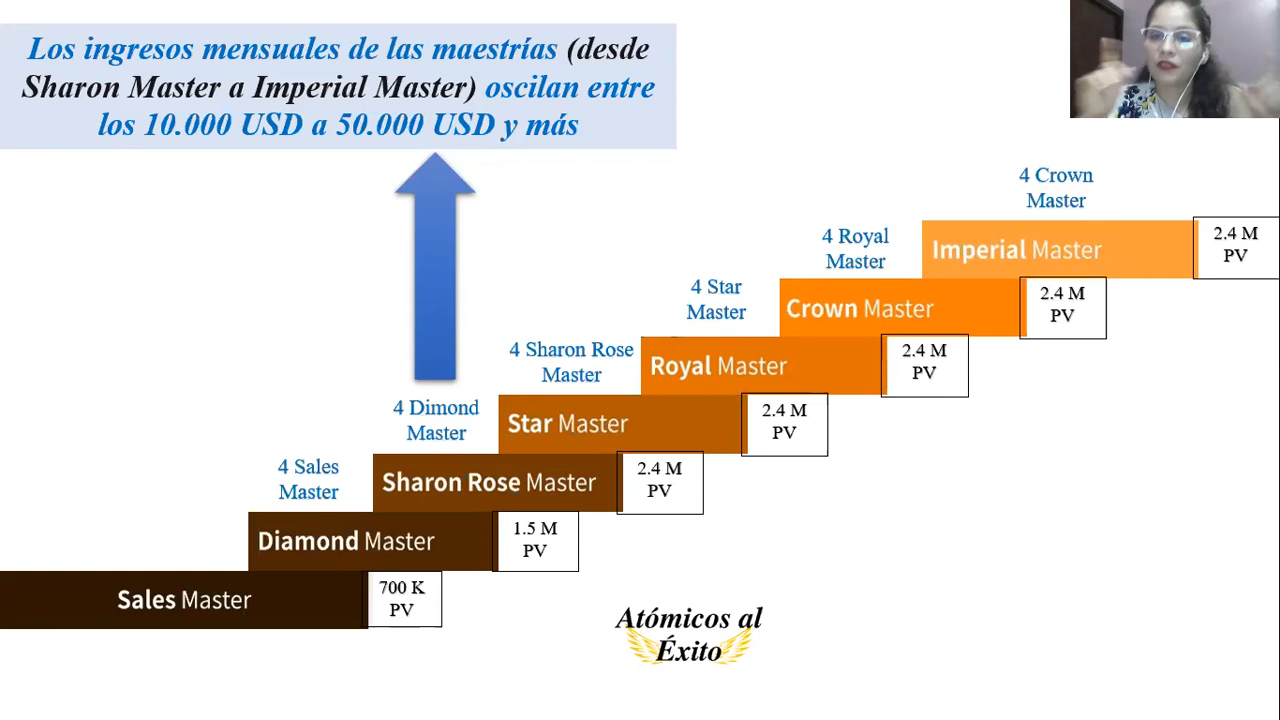 Los ingresos mensuales de las maestrías (desde
Sharon Master a Imperial Master) oscilan entre
los 10.000 USD a 50.000 USD y más
4 Crown
Master
Imperial Master
2.4 M
PV
4 Royal
Master
Crown Master
2.4 M
PV
4 Star
Master
Royal Master
2.4 M
PV
4 Sharon Rose
Master
Star Master
2.4 M
PV
4 Dimond
Master
Sharon Rose Master
2.4 M
PV
4 Sales
Master
Diamond Master
1.5 M
PV
Sales Master
700 K
PV
Atómicos al
Éxito